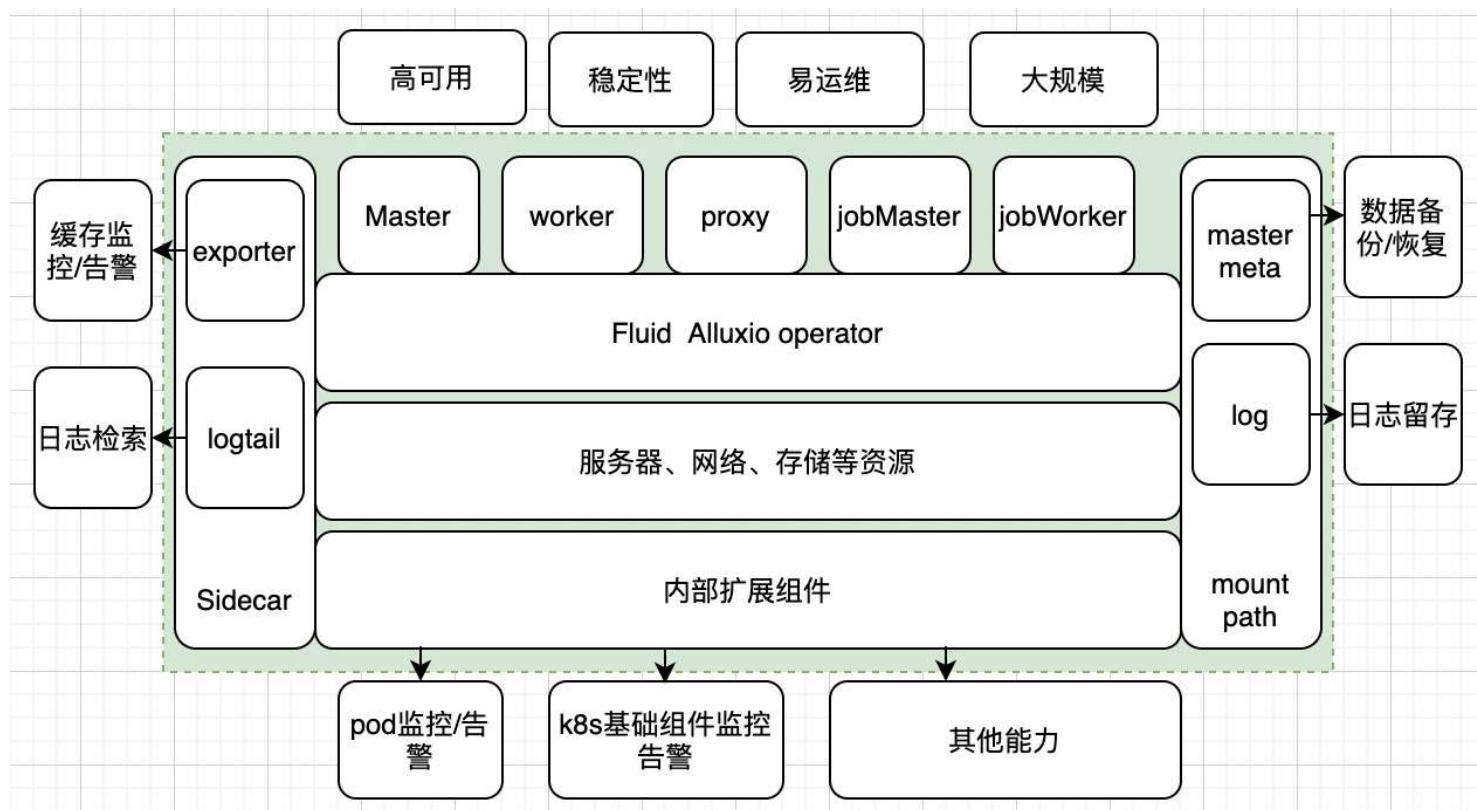 高可用
稳定性
易运维
大规模
缓存监
控/告警
exporter
Master
worker
proxy
jobMaster
jobWorker
master
meta
数据备
份/恢复
Fluid  Alluxio operator
日志检索
logtail
服务器、网络、存储等资源
log
日志留存
Sidecar
内部扩展组件
mount
path
pod监控/告
警
k8s基础组件监控
告警
其他能力